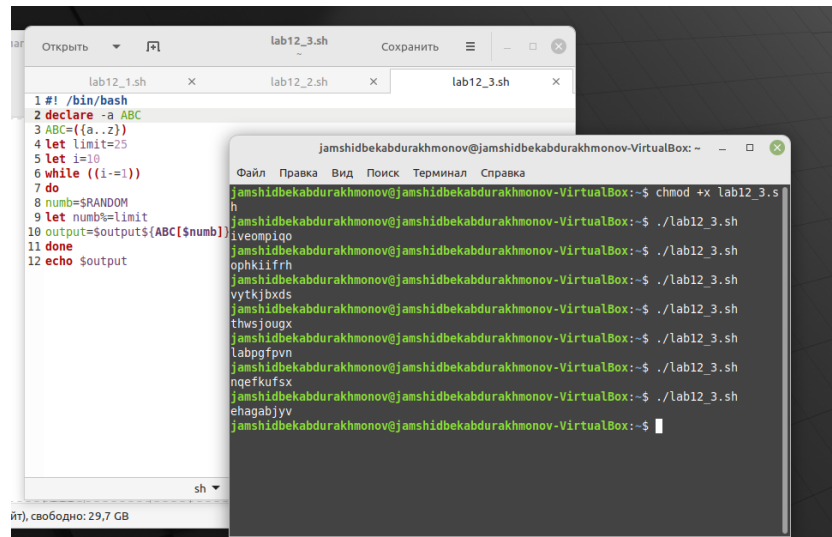 Открыть
lab12_3.sh
~
Сохранить
lab12_1.sh ×
lab12_2.sh ×
lab12_3.sh ×
1 #! /bin/bash
2 declare -a ABC
3 ABC=({a..z})
4 let limit=25
5 let i=10
6 while ((i-=1))
7 do
8 numb=$RANDOM
9 let numb%=limit
10 output=$output${ABC[$numb]}
11 done
12 echo $output
sh
йт), свободно: 29,7 GB
jamshidbekabdurakhmonov@jamshidbekabdurakhmonov-VirtualBox: ~
Файл Правка Вид Поиск Терминал Справка
jamshidbekabdurakhmonov@jamshidbekabdurakhmonov-VirtualBox:~$ chmod +x lab12_3.s
h
jamshidbekabdurakhmonov@jamshidbekabdurakhmonov-VirtualBox:~$ ./lab12_3.sh
iveompiqo
jamshidbekabdurakhmonov@jamshidbekabdurakhmonov-VirtualBox:~$ ./lab12_3.sh
ophkiifrh
jamshidbekabdurakhmonov@jamshidbekabdurakhmonov-VirtualBox:~$ ./lab12_3.sh
vytkjbxds
jamshidbekabdurakhmonov@jamshidbekabdurakhmonov-VirtualBox:~$ ./lab12_3.sh
thwsjougx
jamshidbekabdurakhmonov@jamshidbekabdurakhmonov-VirtualBox:~$ ./lab12_3.sh
labpgfpvn
jamshidbekabdurakhmonov@jamshidbekabdurakhmonov-VirtualBox:~$ ./lab12_3.sh
nqefkufsx
jamshidbekabdurakhmonov@jamshidbekabdurakhmonov-VirtualBox:~$ ./lab12_3.sh
ehagabjyv
jamshidbekabdurakhmonov@jamshidbekabdurakhmonov-VirtualBox:~$